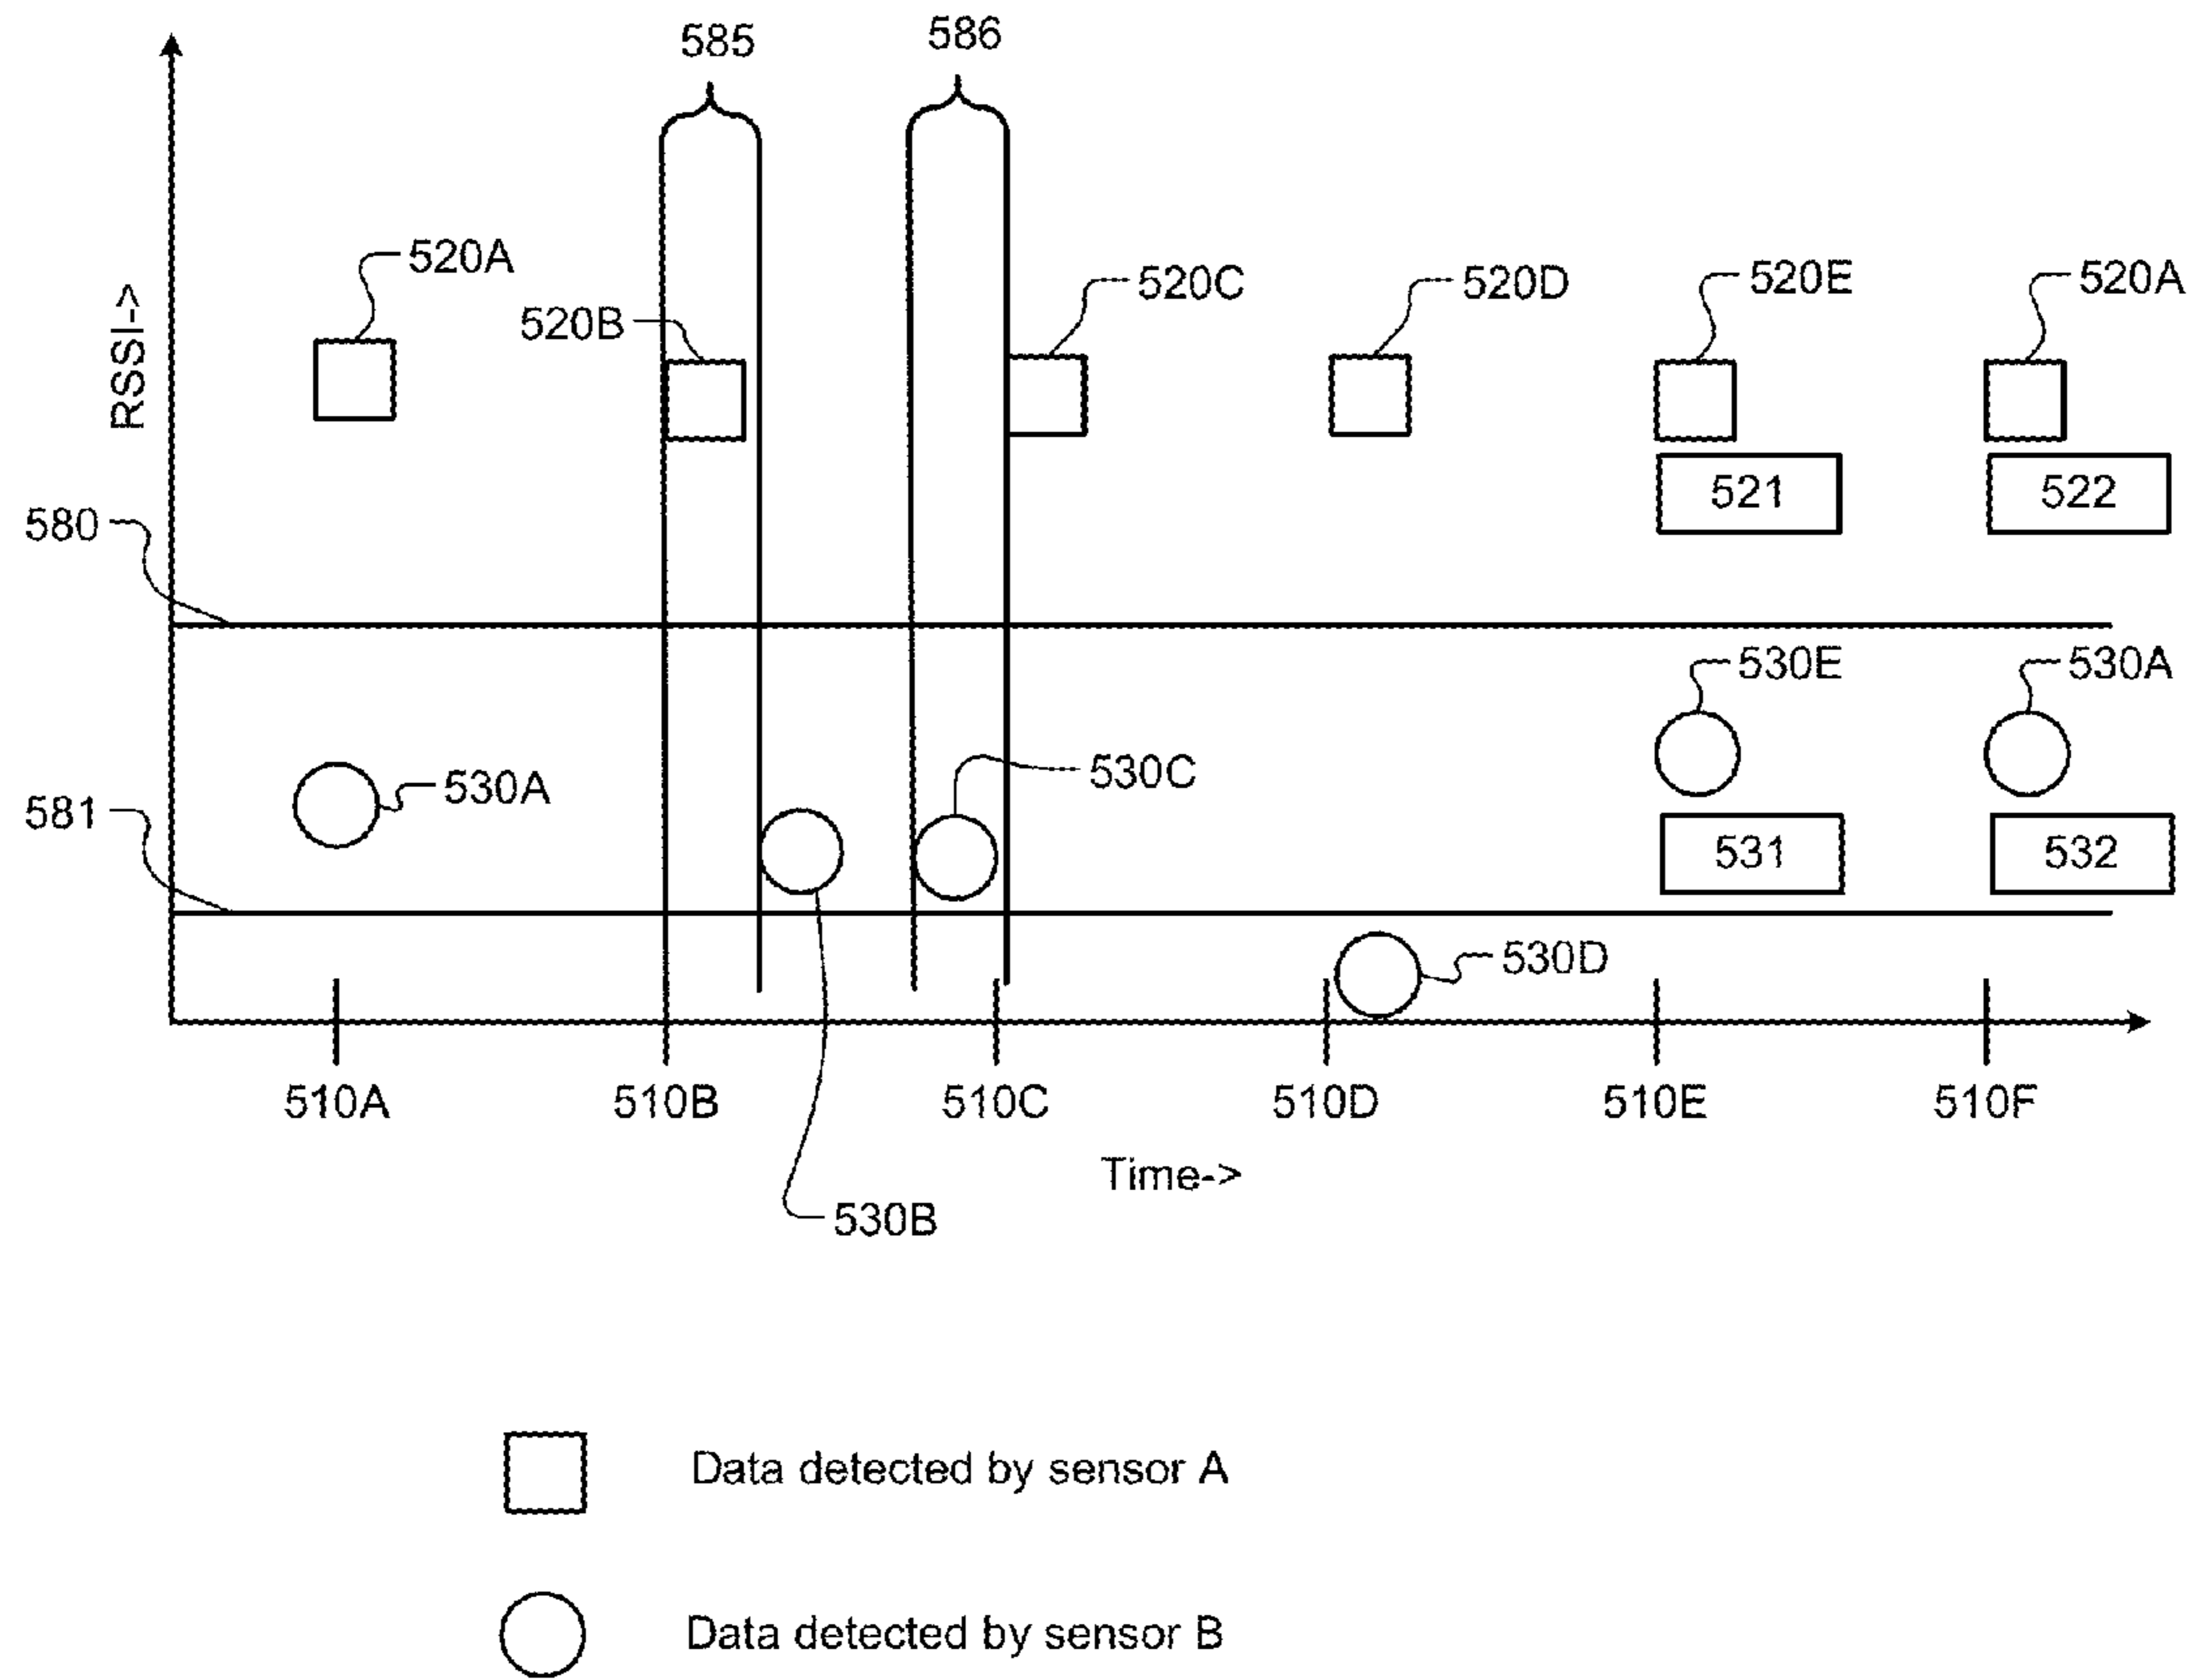 585
586
520A
520B
520C
520D
520E
520A
RSSI->
521
522
580
530E
530A
530A
530C
581
531
532
530D
510A
510B
510C
510D
510E
510F
Time->
530B
Data detected by sensor A
Data detected by sensor B